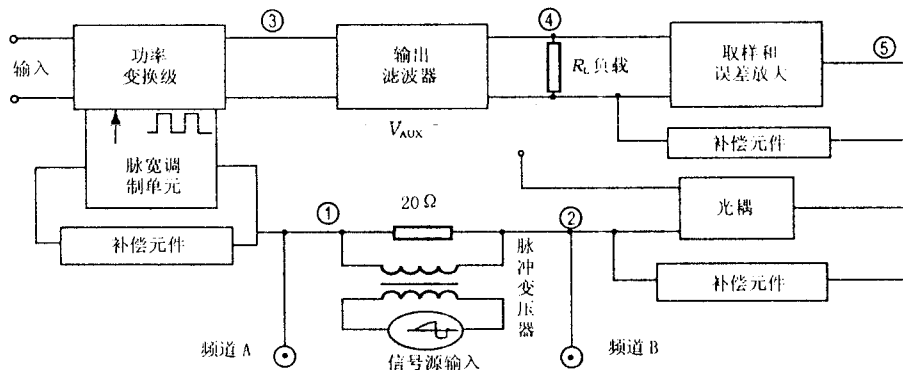 ③
④
⑤
输入
功率
变换级
输出
滤波器
R_L 负载
取样和
误差放大
V_AUX
补偿元件
脉宽调
制单元
光耦
①
20 Ω
②
补偿元件
脉冲变压器
补偿元件
频道 A
信号源输入
频道 B